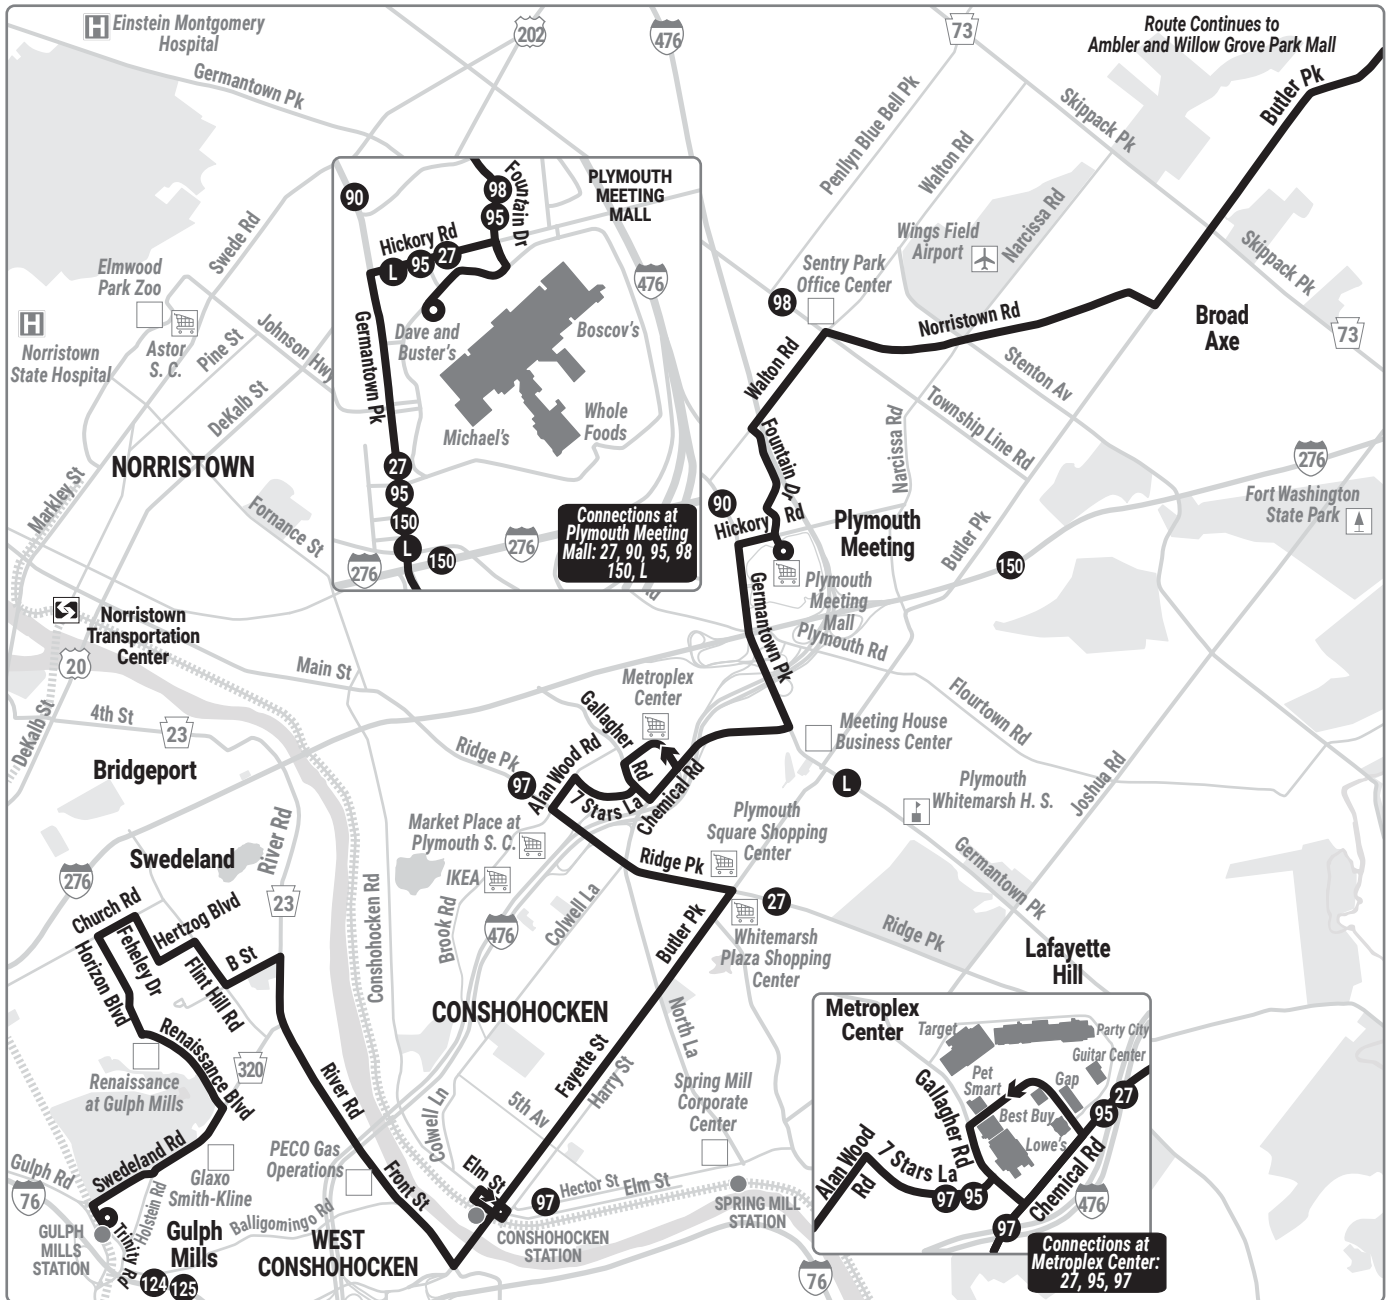 Route Continues to
Ambler and Willow Grove Park Mall
H
Einstein Montgomery
Hospital
Germantown Pk
202
476
73
Butler Pk
Skippack Pk
Penllyn Blue Bell Pk
Walton Rd
Narcissa Rd
Wings Field
Airport
Sentry Park
Office Center
98
Norristown Rd
Skippack Pk
73
Broad
Axe
Stenton Av
Township Line Rd
Walton Rd
Fountain Dr
Narcissa Rd
90
Hickory Rd
Plymouth
Meeting
Butler Pk
276
Fort Washington
State Park
150
PLYMOUTH
MEETING
MALL
90
98
95
Fountain Dr
Hickory Rd
L
95
27
476
Germantown Pk
Dave and
Buster's
Boscov's
Michael's
Whole
Foods
27
95
150
L
150
276
276
Connections at
Plymouth Meeting
Mall: 27, 90, 95, 98
150, L
Rd
Swede Rd
Elmwood
Park Zoo
H
Norristown
State Hospital
Astor
S. C.
Pine St
Johnson Hwy
DeKalb St
NORRISTOWN
Markley St
Fornance St
Norristown
Transportation
Center
20
Main St
DeKalb St
4th St
23
Bridgeport
Germantown Pk
Plymouth
Meeting
Mall
Plymouth Rd
Flourtown Rd
Metroplex
Center
Gallagher
Rd
Alan Wood Rd
7 Stars La
Chemical Rd
Ridge Pk
97
Meeting House
Business Center
L
Plymouth
Whitemarsh H. S.
Joshua Rd
Germantown Pk
Market Place at
Plymouth S. C.
IKEA
Plymouth
Square Shopping
Center
Ridge Pk
27
Whitemarsh
Plaza Shopping
Center
Ridge Pk
Lafayette
Hill
276
Swedeland
River Rd
23
Church Rd
Hertzog Blvd
Feheley Dr
Horizon Blvd
Flint Hill Rd
B St
Conshohocken Rd
Brook Rd
476
Colwell La
Butler Pk
CONSHOHOCKEN
North La
Renaissance Blvd
Renaissance
at Gulph Mills
320
River Rd
Fayette St
Harry St
5th Av
Colwell Ln
Spring Mill
Corporate
Center
Swedeland Rd
Gulph Rd
76
Glaxo
Smith-Kline
PECO Gas
Operations
Front St
Elm St
97
Hector St
Elm St
CONSHOHOCKEN
STATION
SPRING MILL
STATION
76
GULPH
MILLS
STATION
Trinity Rd
Holstein Rd
Gulph
Mills
Balligomingo Rd
124
125
WEST
CONSHOHOCKEN
Metroplex
Center
Target
Party City
Guitar Center
Pet
Smart
Gap
Best Buy
Lowe's
Gallagher Rd
27
95
Alan Wood
Rd
7 Stars La
97
95
Chemical Rd
476
97
Connections at
Metroplex Center:
27, 95, 97